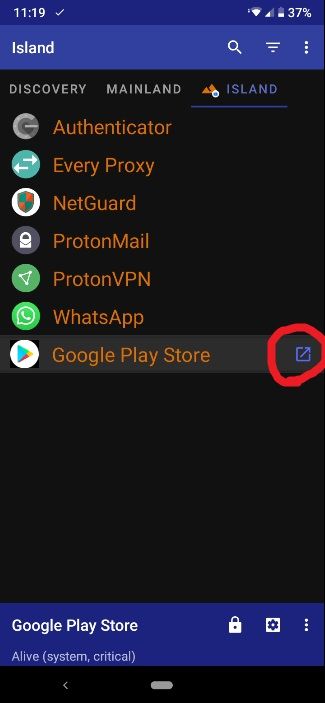 11:19 37%
Island
DISCOVERY MAINLAND ISLAND
Authenticator
Every Proxy
NetGuard
ProtonMail
ProtonVPN
WhatsApp
Google Play Store
Google Play Store
Alive (system, critical)